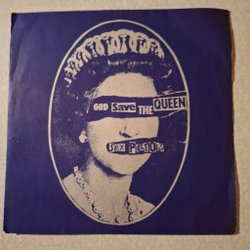 GOD Save THE QUEEN
SEX PISTOLS